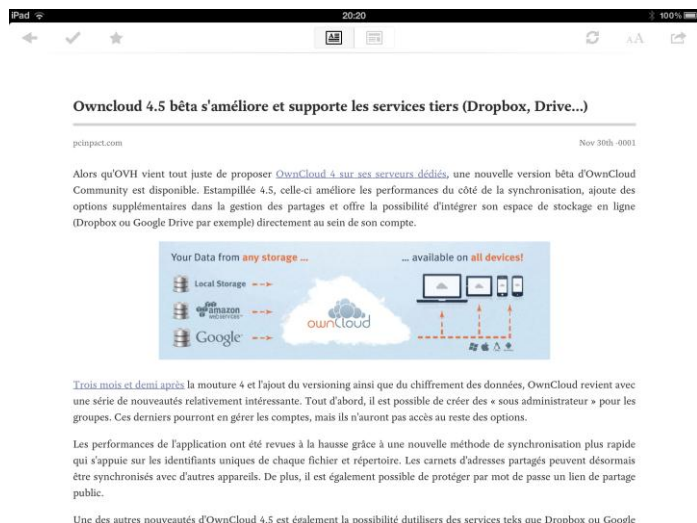 iPad 20:20 100%
AA
Owncloud 4.5 bêta s'améliore et supporte les services tiers (Dropbox, Drive...)
pcinpact.com Nov 30th -0001
Alors qu'OVH vient tout juste de proposer OwnCloud 4 sur ses serveurs dédiés, une nouvelle version bêta d'OwnCloud
Community est disponible. Estampillée 4.5, celle-ci améliore les performances du côté de la synchronisation, ajoute des
options supplémentaires dans la gestion des partages et offre la possibilité d'intégrer son espace de stockage en ligne
(Dropbox ou Google Drive par exemple) directement au sein de son compte.
Your Data from any storage ... ... available on all devices!
Local Storage
amazon
webservices
Google
ownCloud
Trois mois et demi après la mouture 4 et l'ajout du versioning ainsi que du chiffrement des données, OwnCloud revient avec
une série de nouveautés relativement intéressante. Tout d'abord, il est possible de créer des « sous administrateur » pour les
groupes. Ces derniers pourront en gérer les comptes, mais ils n'auront pas accès au reste des options.
Les performances de l'application ont été revues à la hausse grâce à une nouvelle méthode de synchronisation plus rapide
qui s'appuie sur les identifiants uniques de chaque fichier et répertoire. Les carnets d'adresses partagés peuvent désormais
être synchronisés avec d'autres appareils. De plus, il est également possible de protéger par mot de passe un lien de partage
public.
Une des autres nouveautés d'OwnCloud 4.5 est également la possibilité dutilisers des services teks que Dropbox ou Google